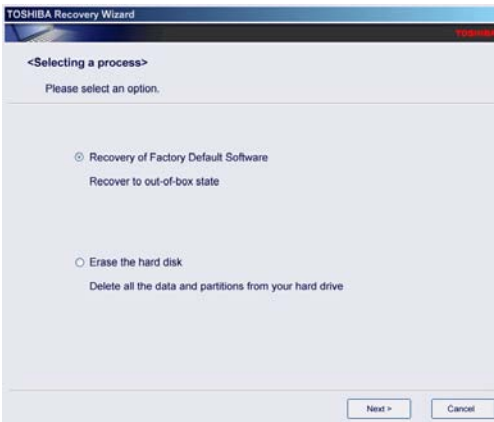 TOSHIBA Recovery Wizard
TOSHIBA
<Selecting a process>
Please select an option.
Recovery of Factory Default Software
Recover to out-of-box state
Erase the hard disk
Delete all the data and partitions from your hard drive
Next >
Cancel